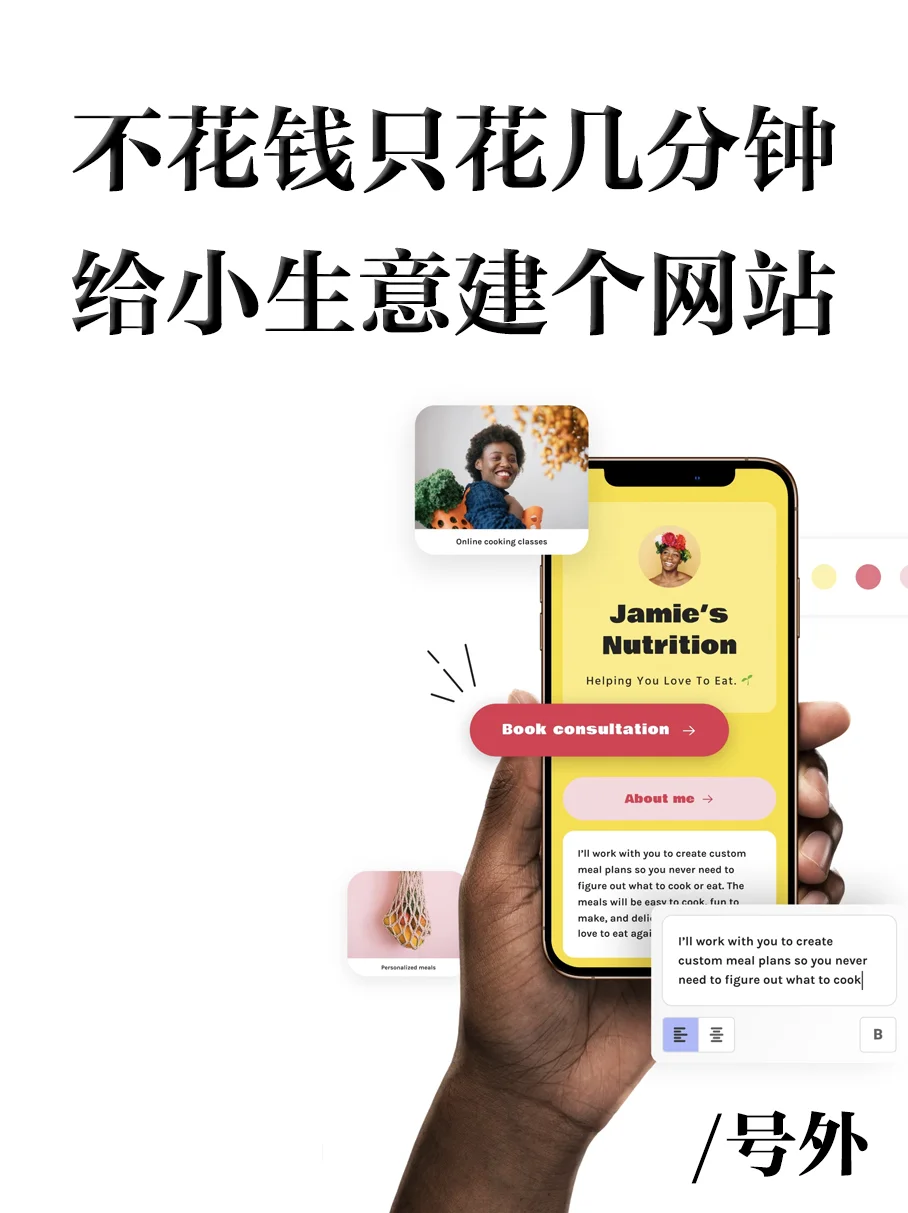 不花钱只花几分钟
给小生意建个网站
Online cooking classes
Jamie's
Nutrition
Helping You Love To Eat.
Book consultation →
About me →
I'll work with you to create custom
meal plans so you never need to
figure out what to cook or eat. The
meals will be easy to cook, fun to
make, and deli
love to eat agai
Personalized meals
I'll work with you to create
custom meal plans so you never
need to figure out what to cook
B
/号外